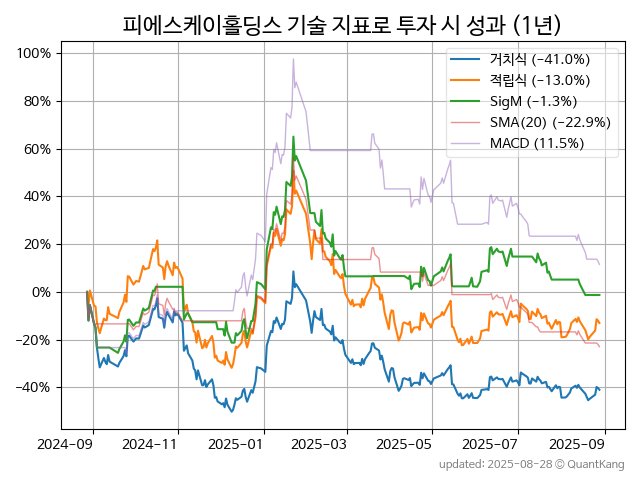 피에스케이홀딩스 기술 지표로 투자 시 성과 (1년)
거치식 (−41.0%)
적립식 (−13.0%)
SigM (−1.3%)
SMA(20) (−22.9%)
MACD (11.5%)
100%
80%
60%
40%
20%
0%
−20%
−40%
2024-09 2024-11 2025-01 2025-03 2025-05 2025-07 2025-09
updated: 2025-08-28 © QuantKang